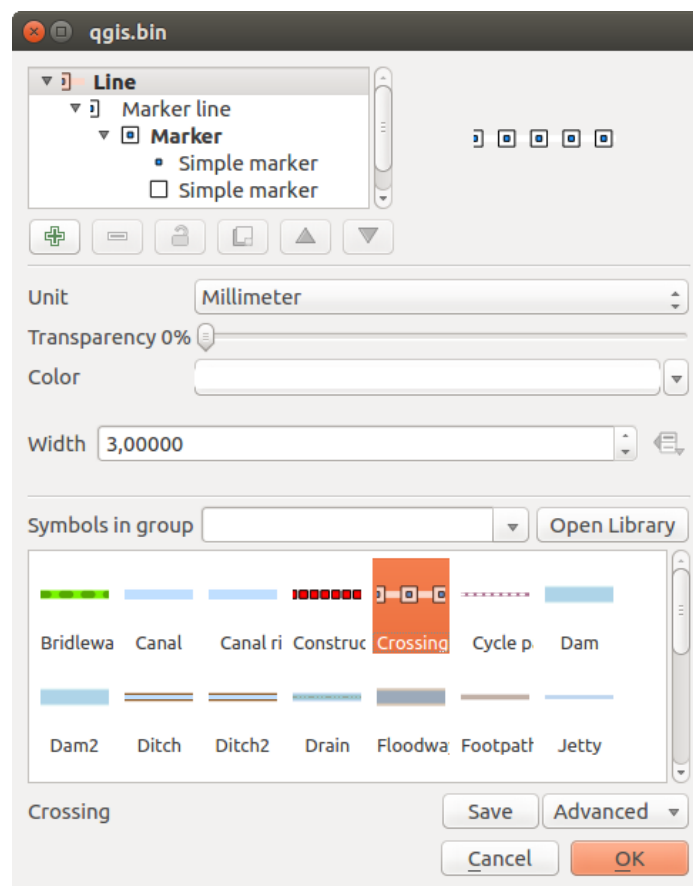 qgis.bin
Line
Marker line
Marker
Simple marker
Simple marker
Unit Millimeter
Transparency 0%
Color
Width 3,00000
Symbols in group Open Library
Bridlewa Canal Canal ri Construc Crossing Cycle p Dam
Dam2 Ditch Ditch2 Drain Floodwa Footpath Jetty
Crossing Save Advanced
Cancel OK